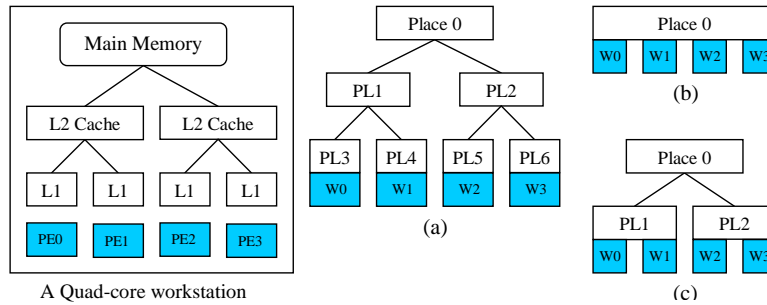 Main Memory
L2 Cache
L2 Cache
L1
L1
L1
L1
PE0
PE1
PE2
PE3
A Quad-core workstation
Place 0
PL1
PL2
PL3
PL4
PL5
PL6
W0
W1
W2
W3
(a)
Place 0
W0
W1
W2
W3
(b)
Place 0
PL1
PL2
W0
W1
W2
W3
(c)